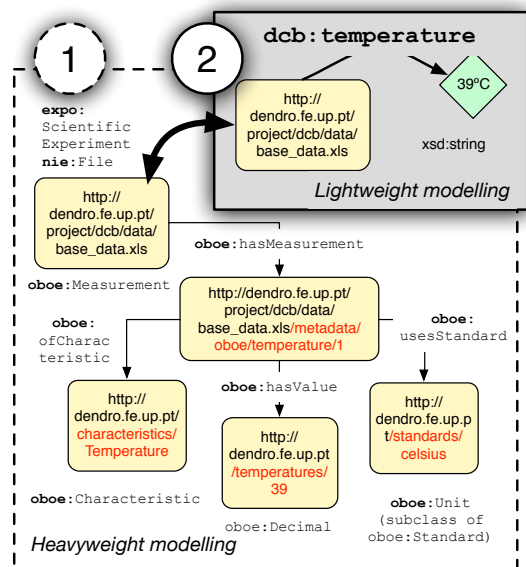 1
2
dcb:temperature
http://
dendro.fe.up.pt/
project/dcb/data/
base_data.xls
39ºC
xsd:string
Lightweight modelling
expo:
Scientific
Experiment
nie:File
http://
dendro.fe.up.pt/
project/dcb/data/
base_data.xls
oboe:hasMeasurement
oboe:Measurement
http://dendro.fe.up.pt/
project/dcb/data/
base_data.xls/metadata/
oboe/temperature/1
oboe:
ofCharac
teristic
oboe:
usesStandard
oboe:hasValue
http://
dendro.fe.up.pt/
characteristics/
Temperature
oboe:Characteristic
http://
dendro.fe.up.pt
/temperatures/
39
oboe:Decimal
http://
dendro.fe.up.p
t/standards/
celsius
oboe:Unit
(subclass of
oboe:Standard)
Heavyweight modelling